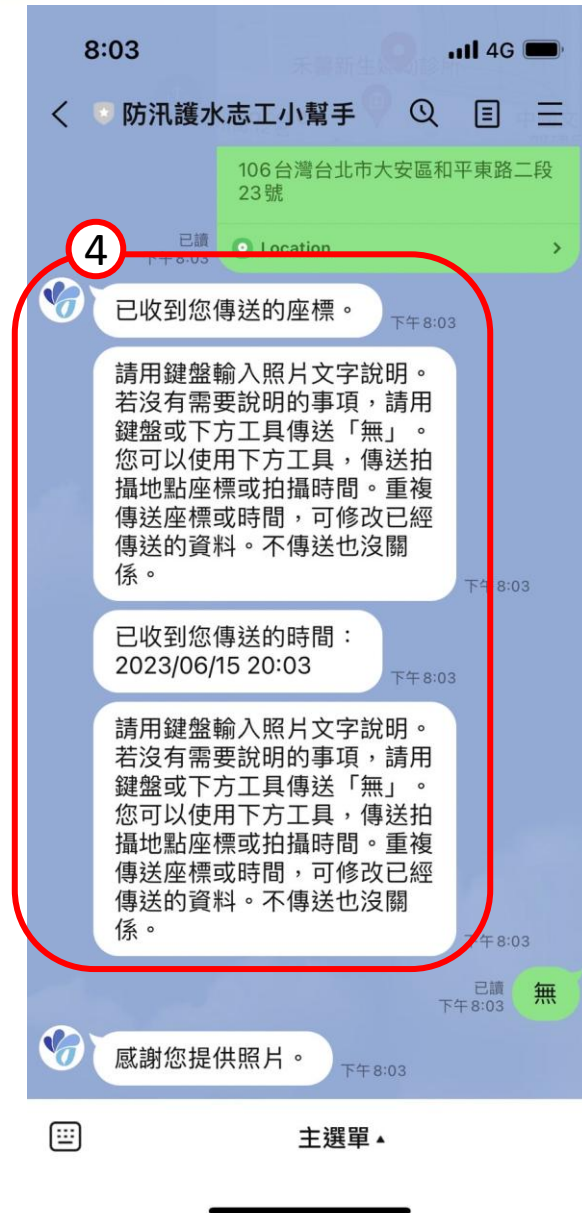 8:03
4G
防汛護水志工小幫手
106台灣台北市大安區和平東路二段
23號
已讀
下午8:03
Location
4
已收到您傳送的座標。
下午8:03
請用鍵盤輸入照片文字說明。
若沒有需要說明的事項，請用
鍵盤或下方工具傳送「無」。
您可以使用下方工具，傳送拍
攝地點座標或拍攝時間。重複
傳送座標或時間，可修改已經
傳送的資料。不傳送也沒關
係。
下午8:03
已收到您傳送的時間：
2023/06/15 20:03
下午8:03
請用鍵盤輸入照片文字說明。
若沒有需要說明的事項，請用
鍵盤或下方工具傳送「無」。
您可以使用下方工具，傳送拍
攝地點座標或拍攝時間。重複
傳送座標或時間，可修改已經
傳送的資料。不傳送也沒關
係。
下午8:03
已讀
下午8:03
無
感謝您提供照片。
下午8:03
主選單▲